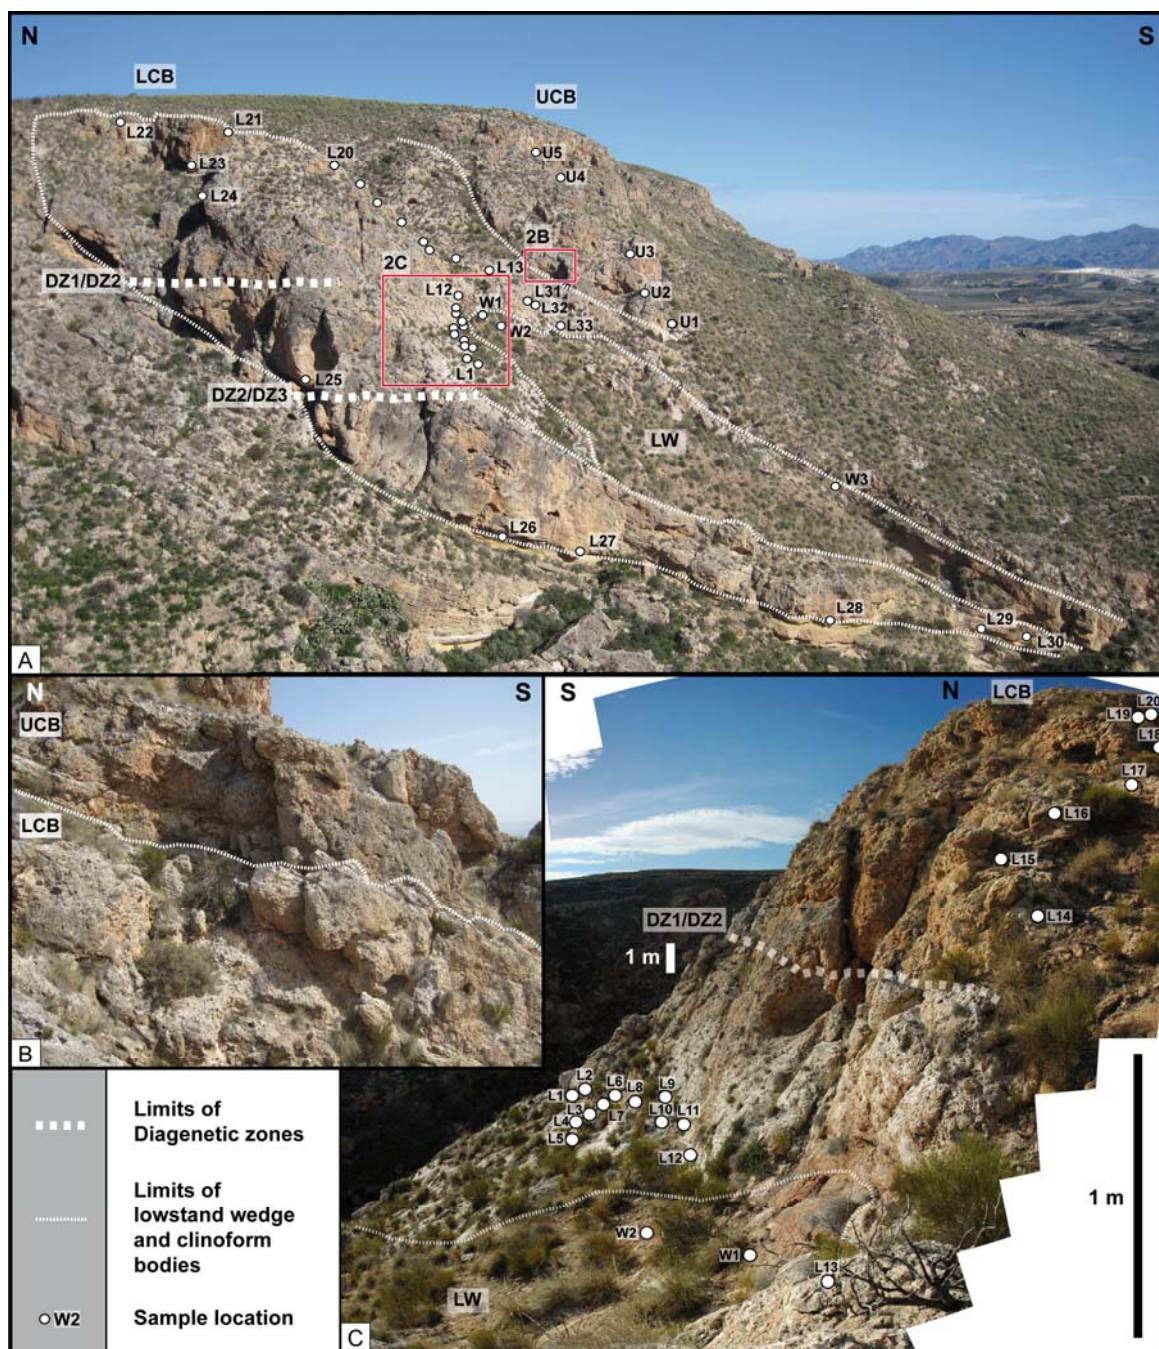 N
S
LCB
UCB
L22
L21
L23
L20
L24
U5
U4
2B
U3
DZ1/DZ2
2C
L13
L12
W1
L31
L32
U2
W2
L33
U1
L1
L25
DZ2/DZ3
LW
W3
L26
L27
L28
L29
L30
A
N
S
UCB
LCB
B
S
N
LCB
L19
L20
L18
L17
L16
L15
L14
DZ1/DZ2
1 m
L2
L1
L6
L8
L9
L3
L4
L7
L10
L11
L5
L12
W2
W1
L13
LW
1 m
C
Limits of
Diagenetic zones
Limits of
lowstand wedge
and clinoform
bodies
W2
Sample location